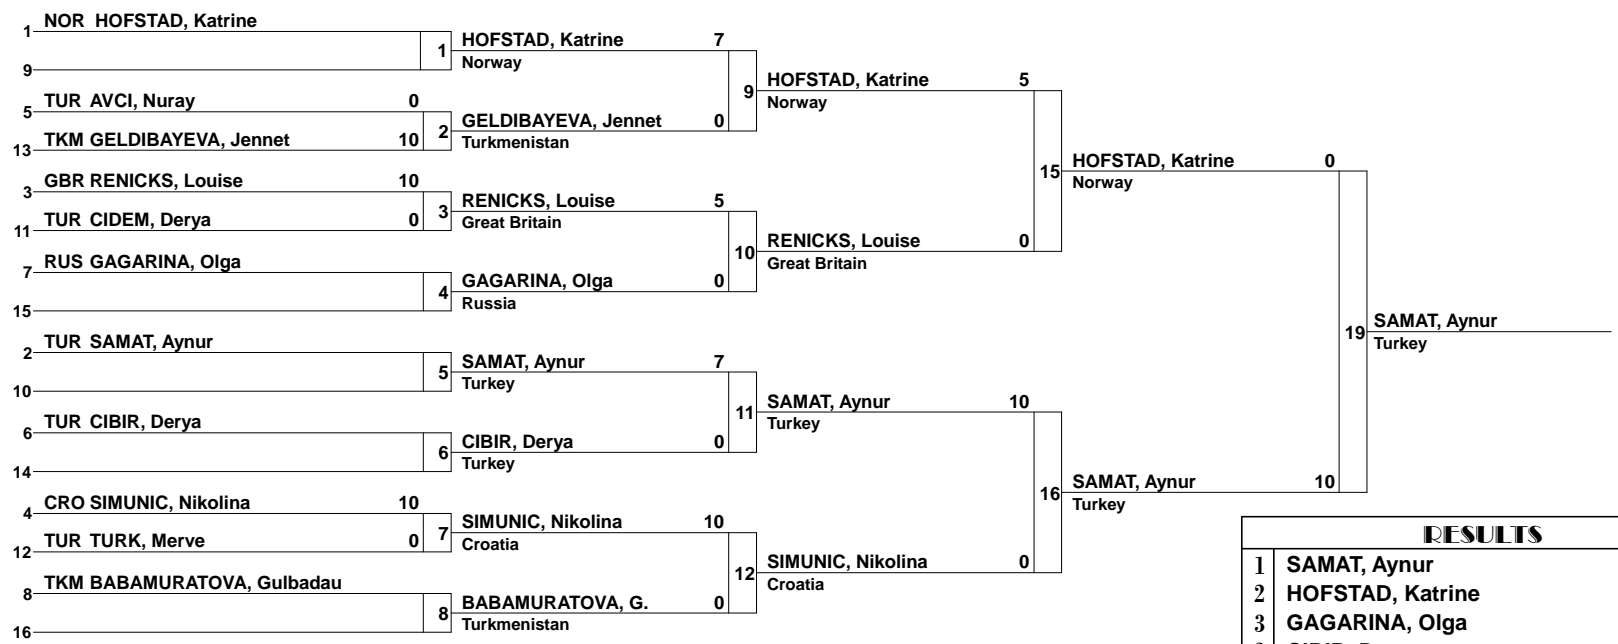 NOR HOFSTAD, Katrine
1
9
1
HOFSTAD, Katrine 7
Norway
TUR AVCI, Nuray 0
5
TKM GELDIBAYEVA, Jennet 10
13
2
GELDIBAYEVA, Jennet 0
Turkmenistan
9
HOFSTAD, Katrine 5
Norway
GBR RENICKS, Louise 10
3
TUR CIDEM, Derya 0
11
3
RENICKS, Louise 5
Great Britain
RUS GAGARINA, Olga
7
15
4
GAGARINA, Olga 0
Russia
10
RENICKS, Louise 0
Great Britain
15
HOFSTAD, Katrine 0
Norway
TUR SAMAT, Aynur
2
10
5
SAMAT, Aynur 7
Turkey
TUR CIBIR, Derya
6
14
6
CIBIR, Derya 0
Turkey
11
SAMAT, Aynur 10
Turkey
CRO SIMUNIC, Nikolina 10
4
TUR TURK, Merve 0
12
7
SIMUNIC, Nikolina 10
Croatia
TKM BABAMURATOVA, Gulbadau
8
16
8
BABAMURATOVA, G. 0
Turkmenistan
12
SIMUNIC, Nikolina 0
Croatia
16
SAMAT, Aynur 10
Turkey
19
SAMAT, Aynur
Turkey
RESULTS
1 SAMAT, Aynur
2 HOFSTAD, Katrine
3 GAGARINA, Olga